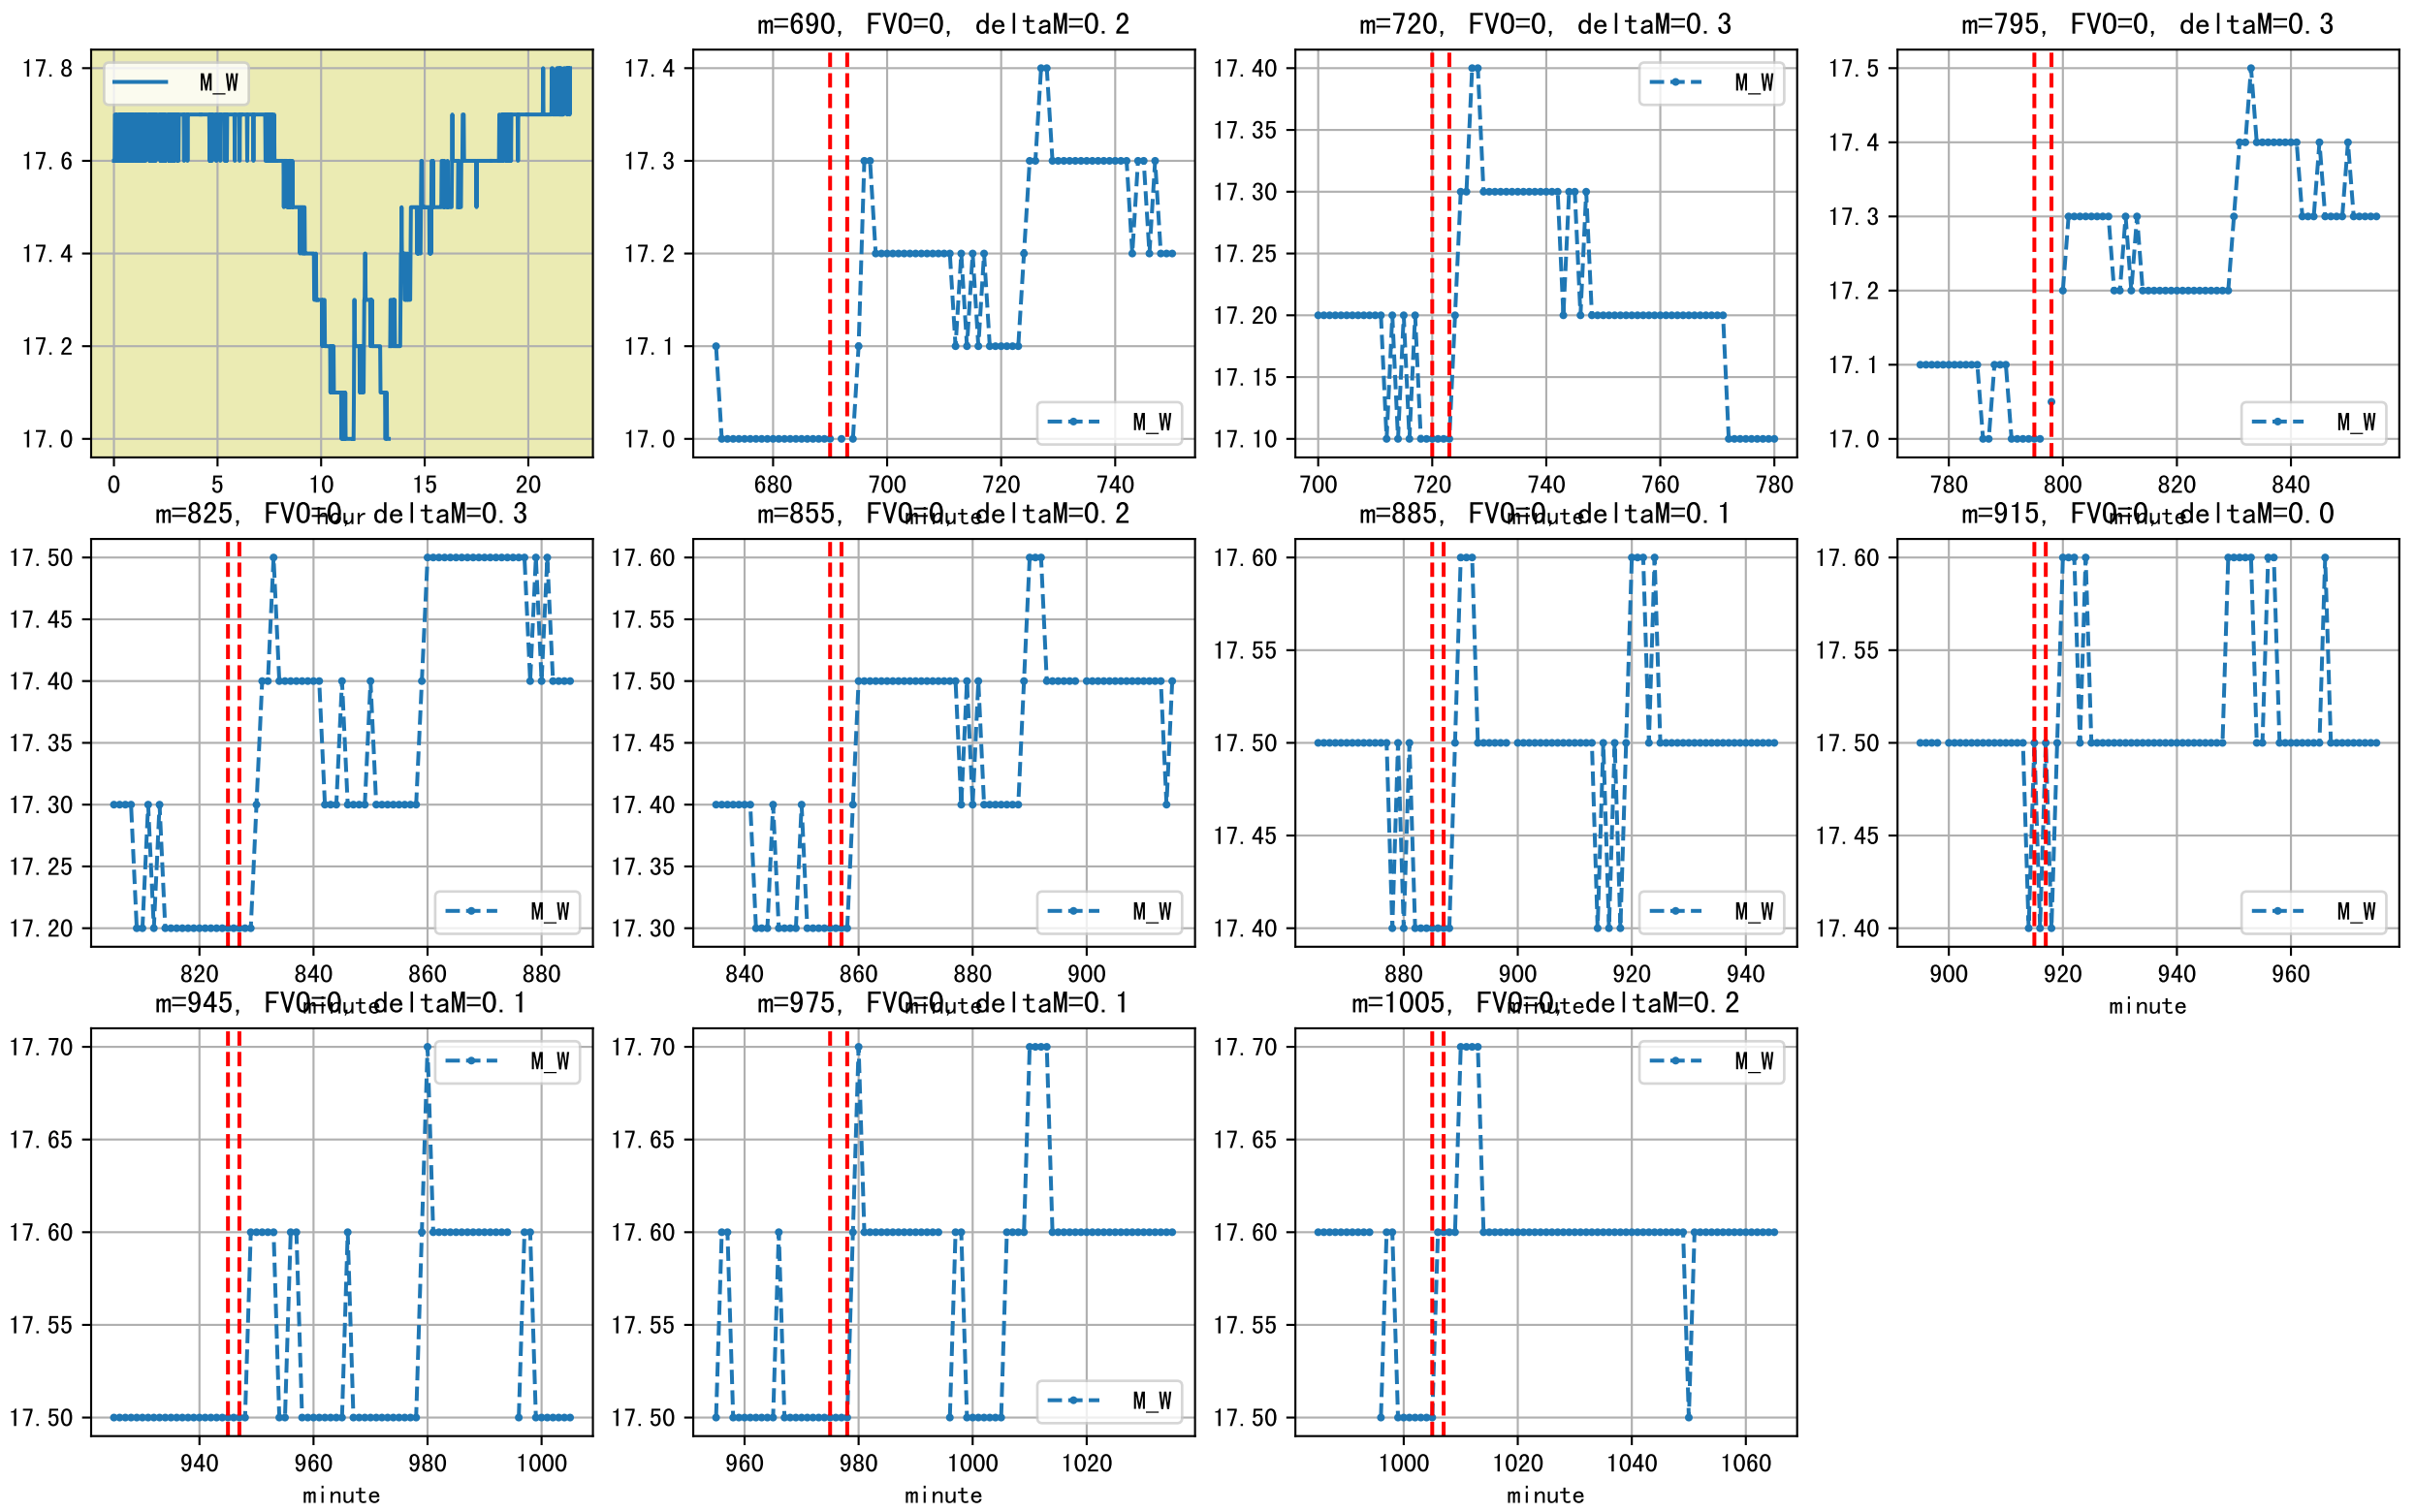 m=690, FVO=0, deltaM=0.2
m=720, FVO=0, deltaM=0.3
m=795, FVO=0, deltaM=0.3
17.8
17.6
17.4
17.2
17.0
M_W
0 5 10 15 20
hour
17.4
17.3
17.2
17.1
17.0
M_W
680 700 720 740
minute
17.40
17.35
17.30
17.25
17.20
17.15
17.10
M_W
700 720 740 760 780
minute
17.5
17.4
17.3
17.2
17.1
17.0
M_W
780 800 820 840
minute
m=825, FVO=0, deltaM=0.3
m=855, FVO=0, deltaM=0.2
m=885, FVO=0, deltaM=0.1
m=915, FVO=0, deltaM=0.0
17.50
17.45
17.40
17.35
17.30
17.25
17.20
M_W
820 840 860 880
minute
17.60
17.55
17.50
17.45
17.40
17.35
17.30
M_W
840 860 880 900
minute
17.60
17.55
17.50
17.45
17.40
M_W
880 900 920 940
minute
17.60
17.55
17.50
17.45
17.40
M_W
900 920 940 960
minute
m=945, FVO=0, deltaM=0.1
m=975, FVO=0, deltaM=0.1
m=1005, FVO=0, deltaM=0.2
17.70
17.65
17.60
17.55
17.50
M_W
940 960 980 1000
minute
17.70
17.65
17.60
17.55
17.50
M_W
960 980 1000 1020
minute
17.70
17.65
17.60
17.55
17.50
M_W
1000 1020 1040 1060
minute